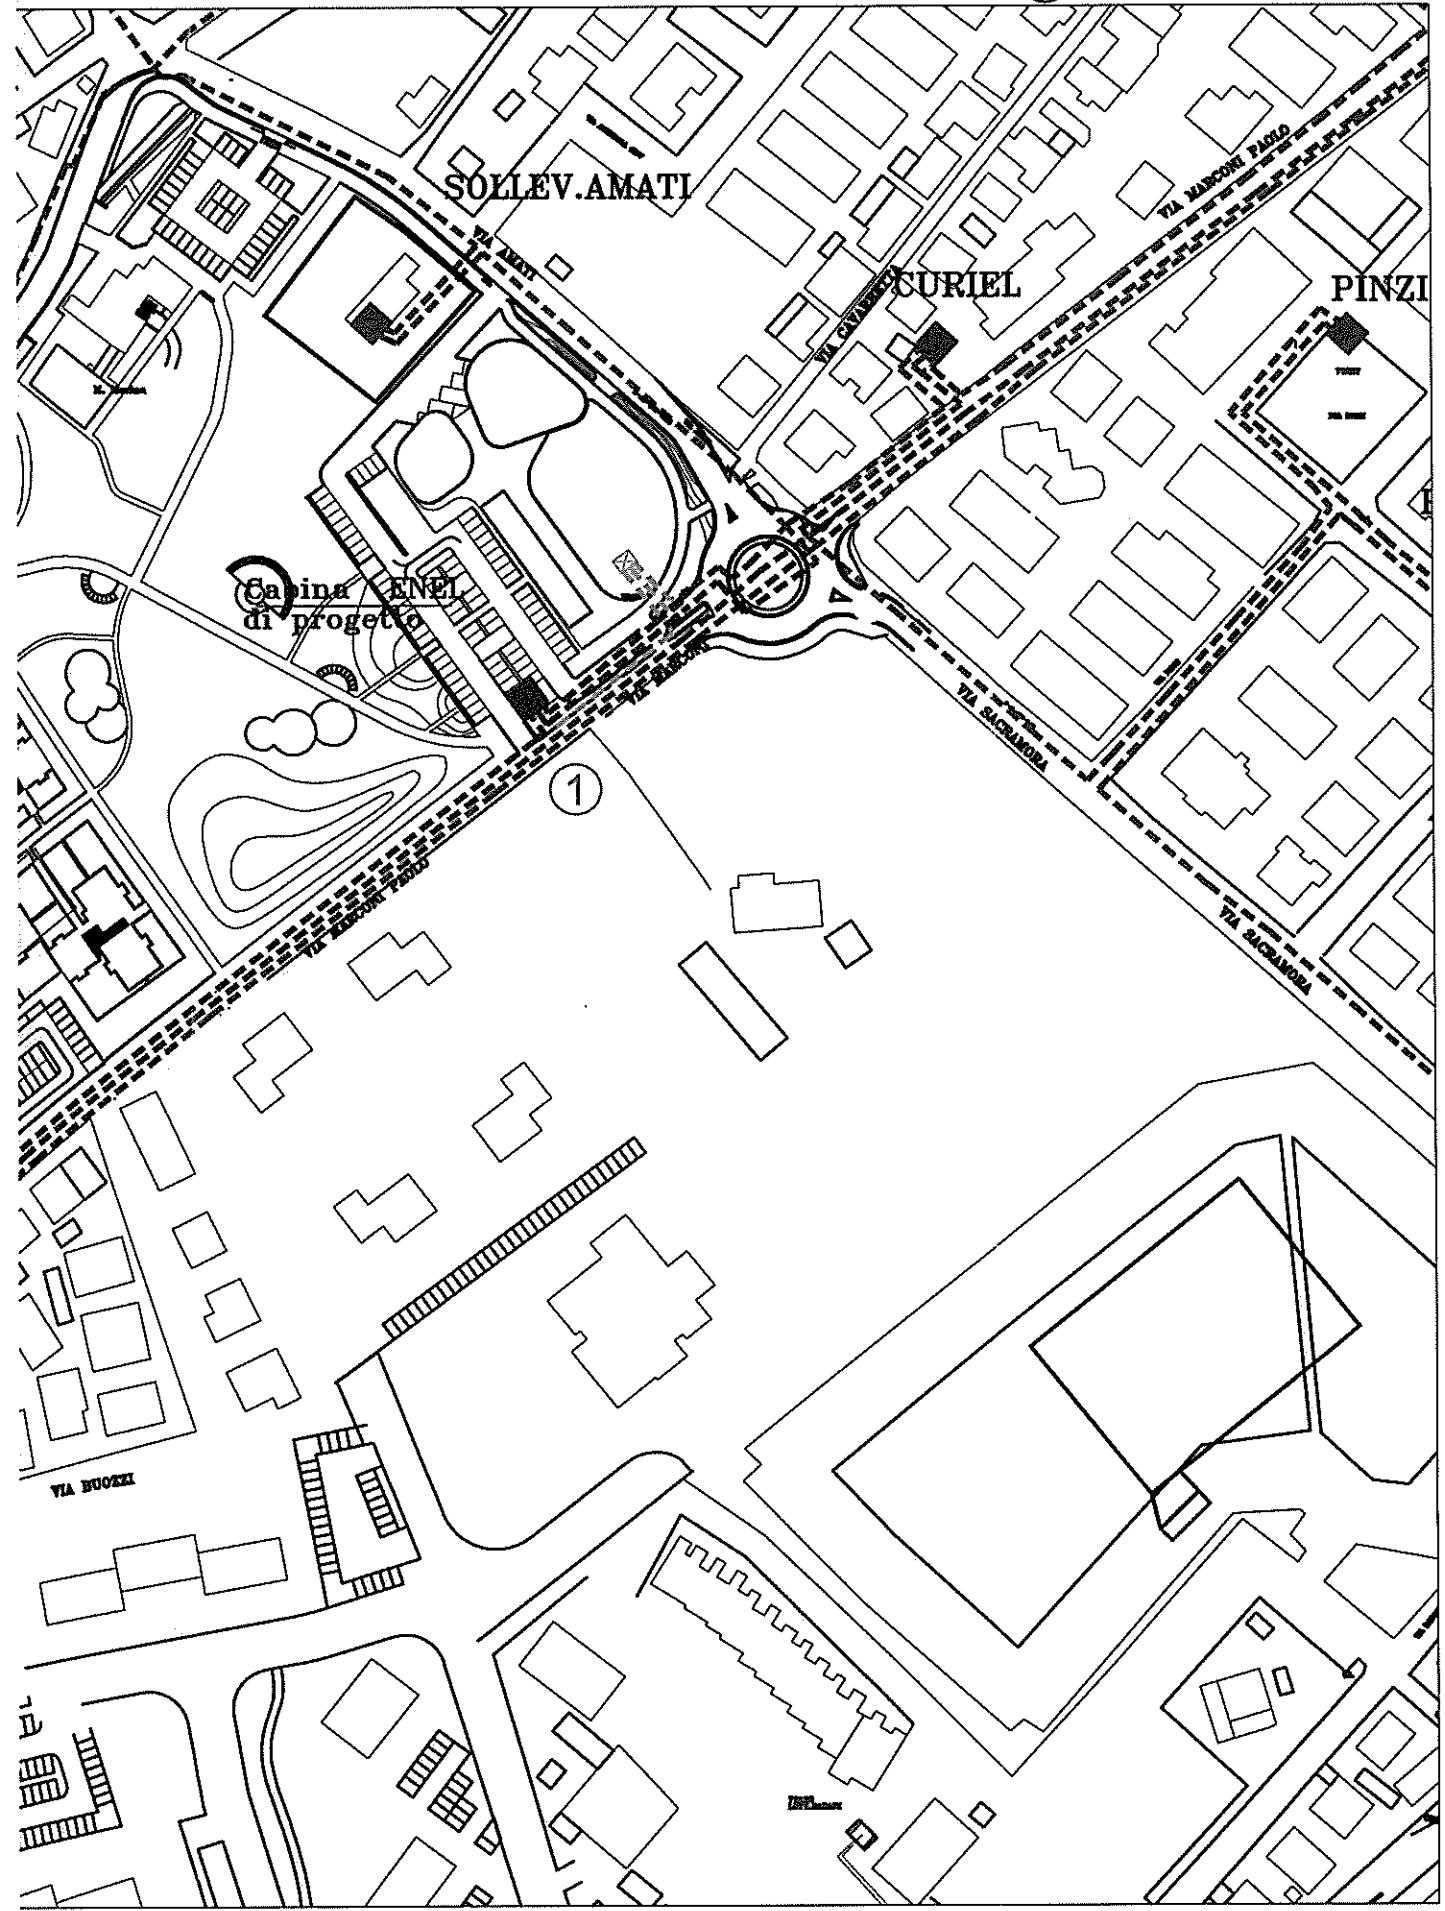 SOLLEV.AMATI
VIA MARCONI PAOLO
VIA AMATI
CURIEL
PINZI
Cabina ENEL
di progetto
VIA MARCONI
VIA SACRAMORA
1
VIA MARCONI PAOLO
VIA SACRAMORA
VIA BUOZZI